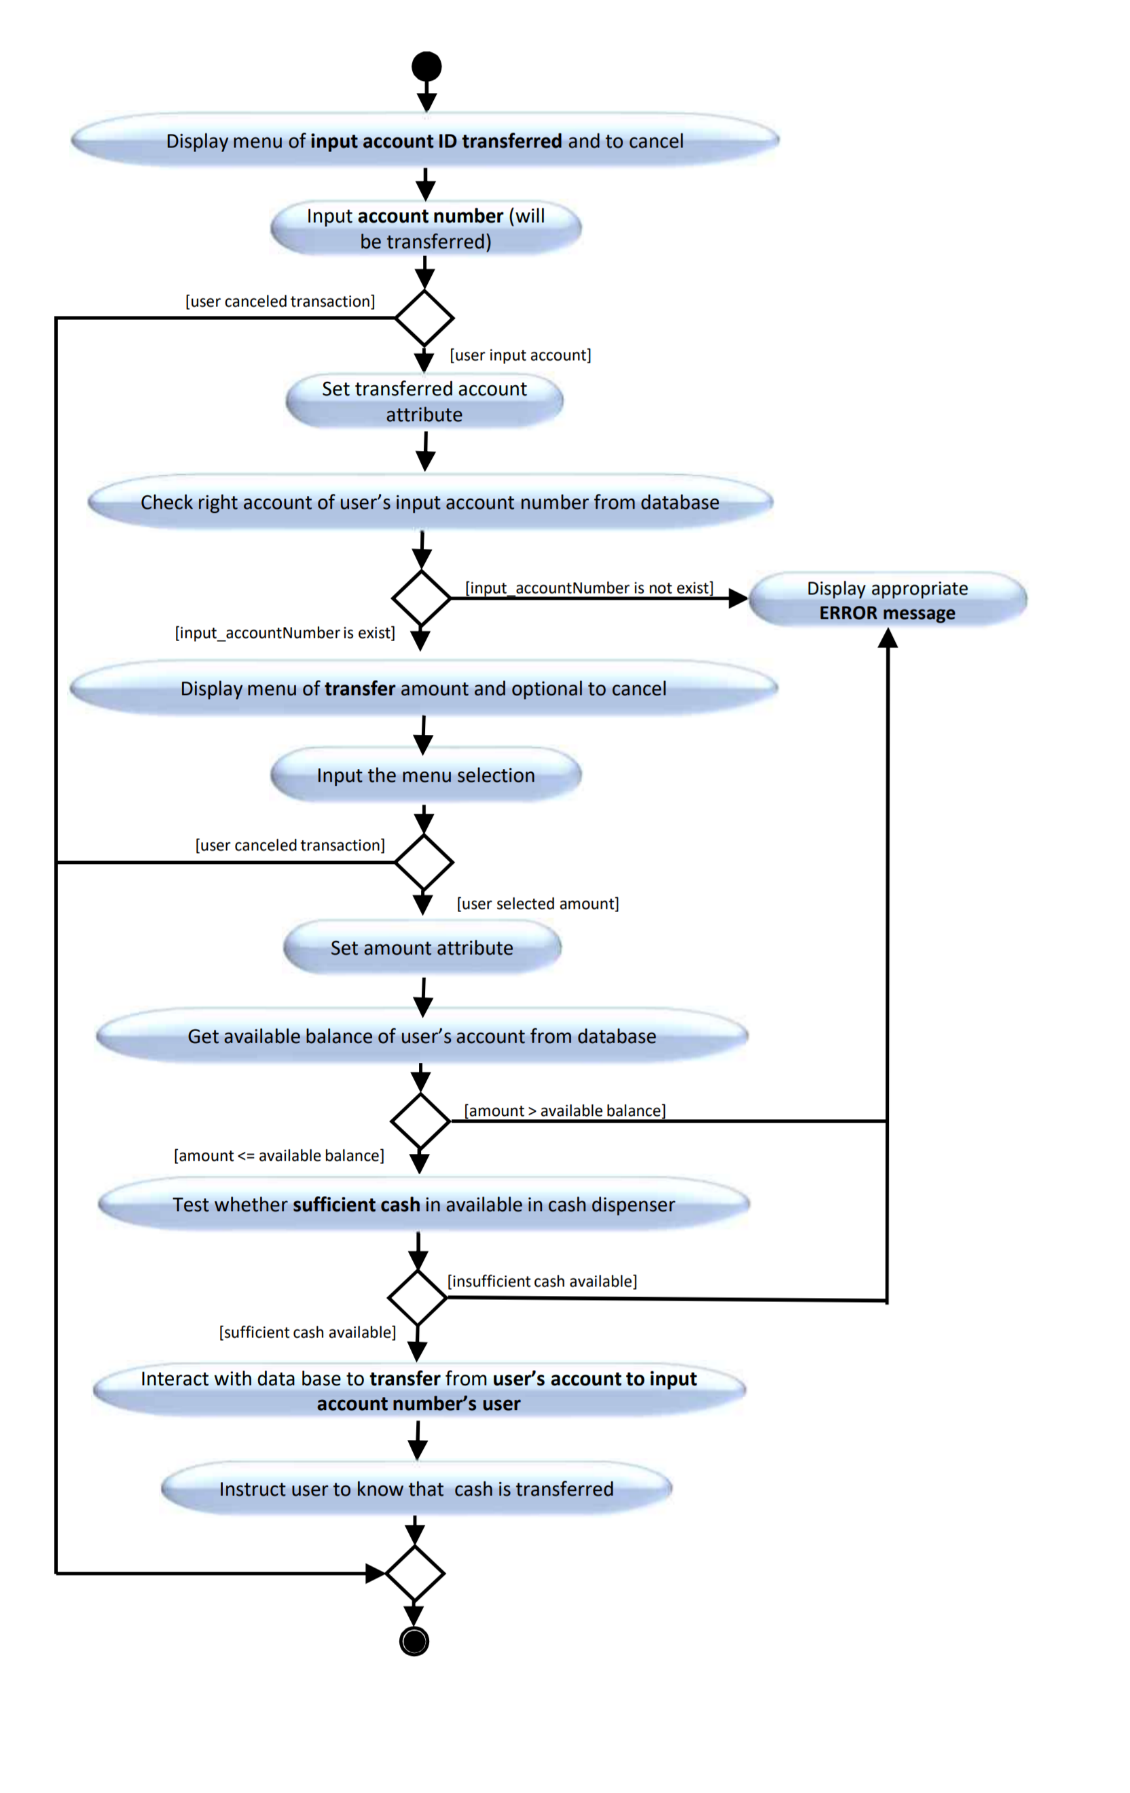 Display menu of input account ID transferred and to cancel
Input account number (will
be transferred)
[user canceled transaction]
[user input account]
Set transferred account
attribute
Check right account of user’s input account number from database
[input_accountNumber is not exist]
Display appropriate
ERROR message
[input_accountNumber is exist]
Display menu of transfer amount and optional to cancel
Input the menu selection
[user canceled transaction]
[user selected amount]
Set amount attribute
Get available balance of user’s account from database
[amount > available balance]
[amount <= available balance]
Test whether sufficient cash in available in cash dispenser
[insufficient cash available]
[sufficient cash available]
Interact with data base to transfer from user’s account to input
account number’s user
Instruct user to know that cash is transferred